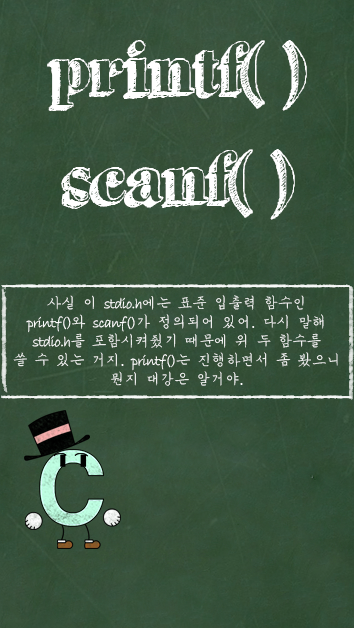 printf( )
scanf( )
사실 이 stdio.h에는 표준 입출력 함수인
printf()와 scanf()가 정의되어 있어. 다시 말해
stdio.h를 포함시켜줬기 때문에 위 두 함수를
쓸 수 있는 거지. printf()는 진행하면서 좀 봤으니
뭔지 대강은 알거야.
C